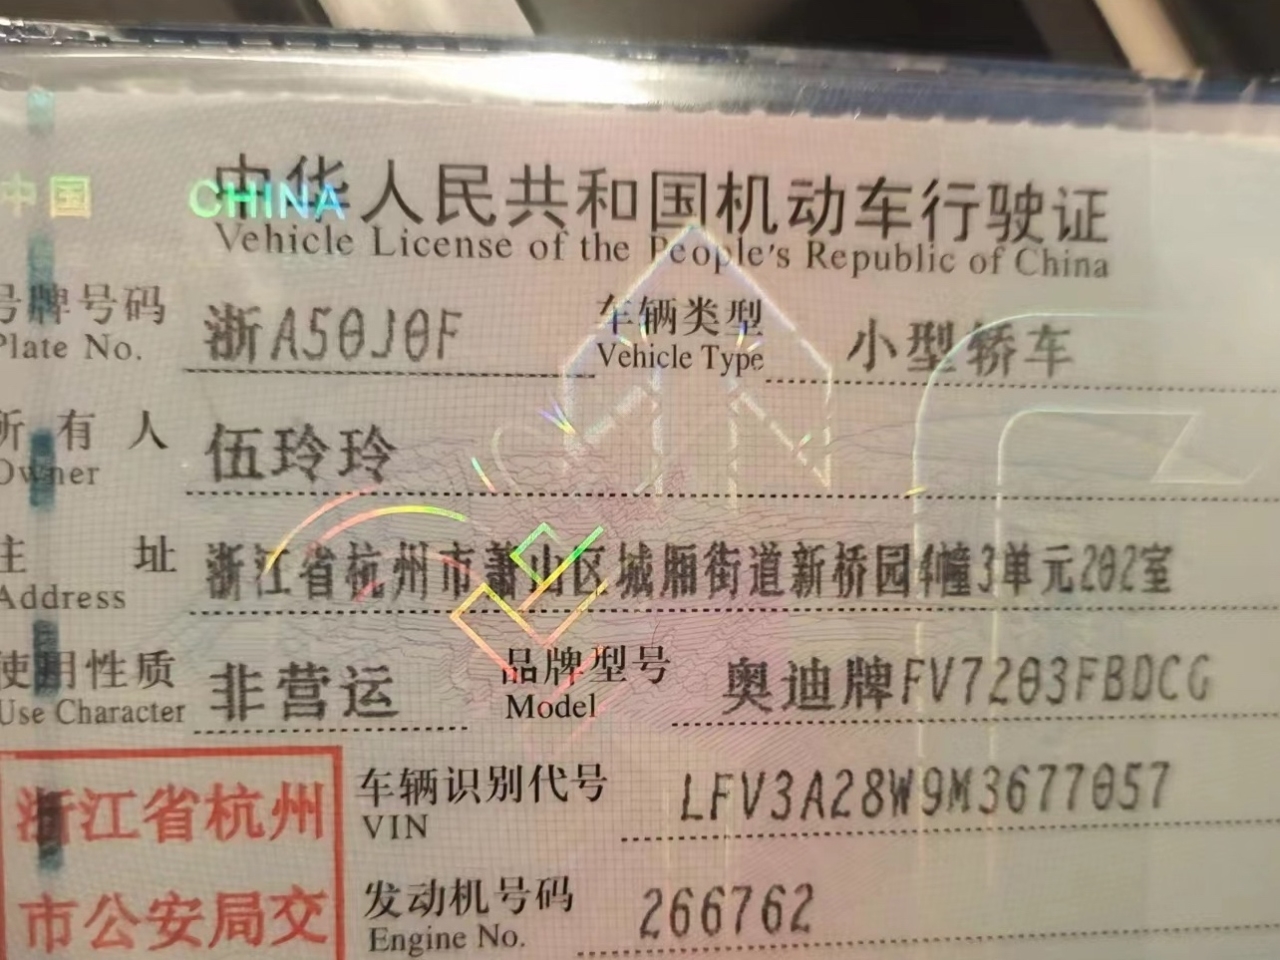 中国 CHINA
中华人民共和国机动车行驶证
Vehicle License of the People's Republic of China
号牌号码 浙A50J0F 车辆类型 小型轿车
Plate No. Vehicle Type
所有人 伍玲玲
Owner
住址 浙江省杭州市萧山区城厢街道新桥园4幢3单元202室
Address
使用性质 非营运 品牌型号 奥迪牌FV7203FBDCG
Use Character Model
浙江省杭州 车辆识别代号 LFV3A28W9M3677057
VIN
市公安局交 发动机号码 266762
Engine No.